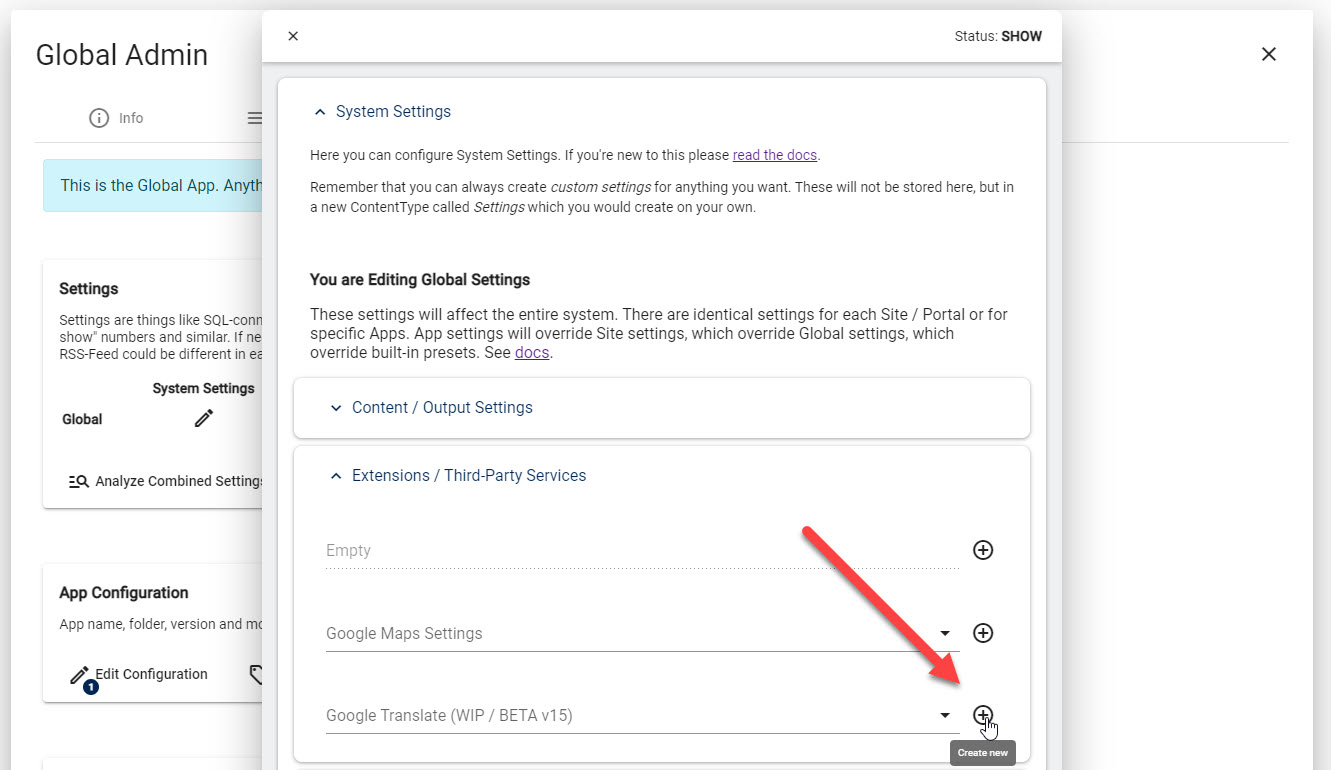 Global Admin
Info
This is the Global App. Anyth
Settings
Settings are things like SQL-conn
show" numbers and similar. If ne
RSS-Feed could be different in ea
System Settings
Global
Analyze Combined Settings
App Configuration
App name, folder, version and mo
Edit Configuration
1
Status: SHOW
System Settings
Here you can configure System Settings. If you're new to this please read the docs.
Remember that you can always create custom settings for anything you want. These will not be stored here, but in
a new ContentType called Settings which you would create on your own.
You are Editing Global Settings
These settings will affect the entire system. There are identical settings for each Site / Portal or for
specific Apps. App settings will override Site settings, which override Global settings, which
override built-in presets. See docs.
Content / Output Settings
Extensions / Third-Party Services
Empty
Google Maps Settings
Google Translate (WIP / BETA v15)
Create new